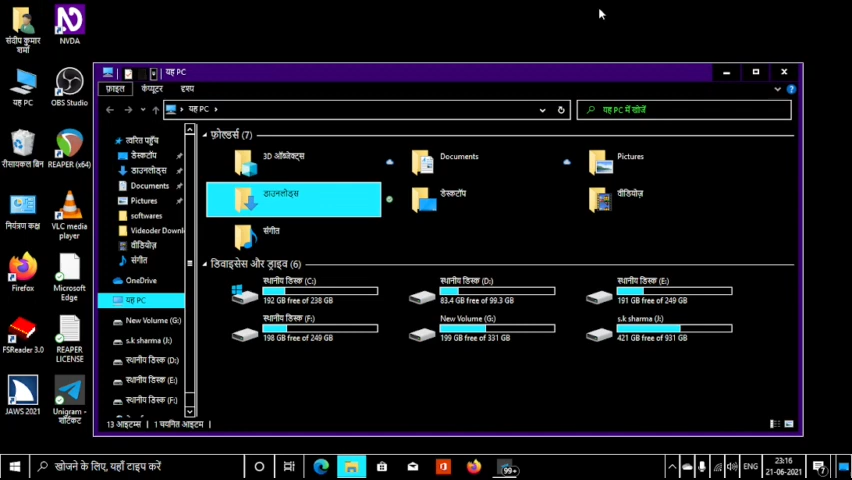 संदीप कुमार
शर्मा
NVDA
यह PC
OBS Studio
रीसायकल बिन
REAPER (x64)
नियंत्रण कक्ष
VLC media
player
Firefox
Microsoft
Edge
FSReader 3.0
REAPER
LICENSE
JAWS 2021
Unigram -
शॉर्टकट
यह PC
फ़ाइल
कंप्यूटर
दृश्य
यह PC
यह PC में खोजें
त्वरित पहुँच
डेस्कटॉप
डाउनलोड्स
Documents
Pictures
softwares
Videoder Downl
वीडियोज़
संगीत
OneDrive
यह PC
New Volume (G:)
s.k sharma (J:)
स्थानीय डिस्क (D:)
स्थानीय डिस्क (E:)
स्थानीय डिस्क (F:)
फ़ोल्डर्स (7)
3D ऑब्जेक्ट्स
Documents
Pictures
डाउनलोड्स
डेस्कटॉप
वीडियोज़
संगीत
डिवाइसेस और ड्राइव (6)
स्थानीय डिस्क (C:)
192 GB free of 238 GB
स्थानीय डिस्क (D:)
83.4 GB free of 99.3 GB
स्थानीय डिस्क (E:)
191 GB free of 249 GB
स्थानीय डिस्क (F:)
198 GB free of 249 GB
New Volume (G:)
199 GB free of 331 GB
s.k sharma (J:)
421 GB free of 931 GB
13 आइटम्स
1 चयनित आइटम
खोजने के लिए, यहाँ टाइप करें
99+
ENG
23:16
21-06-2021
7